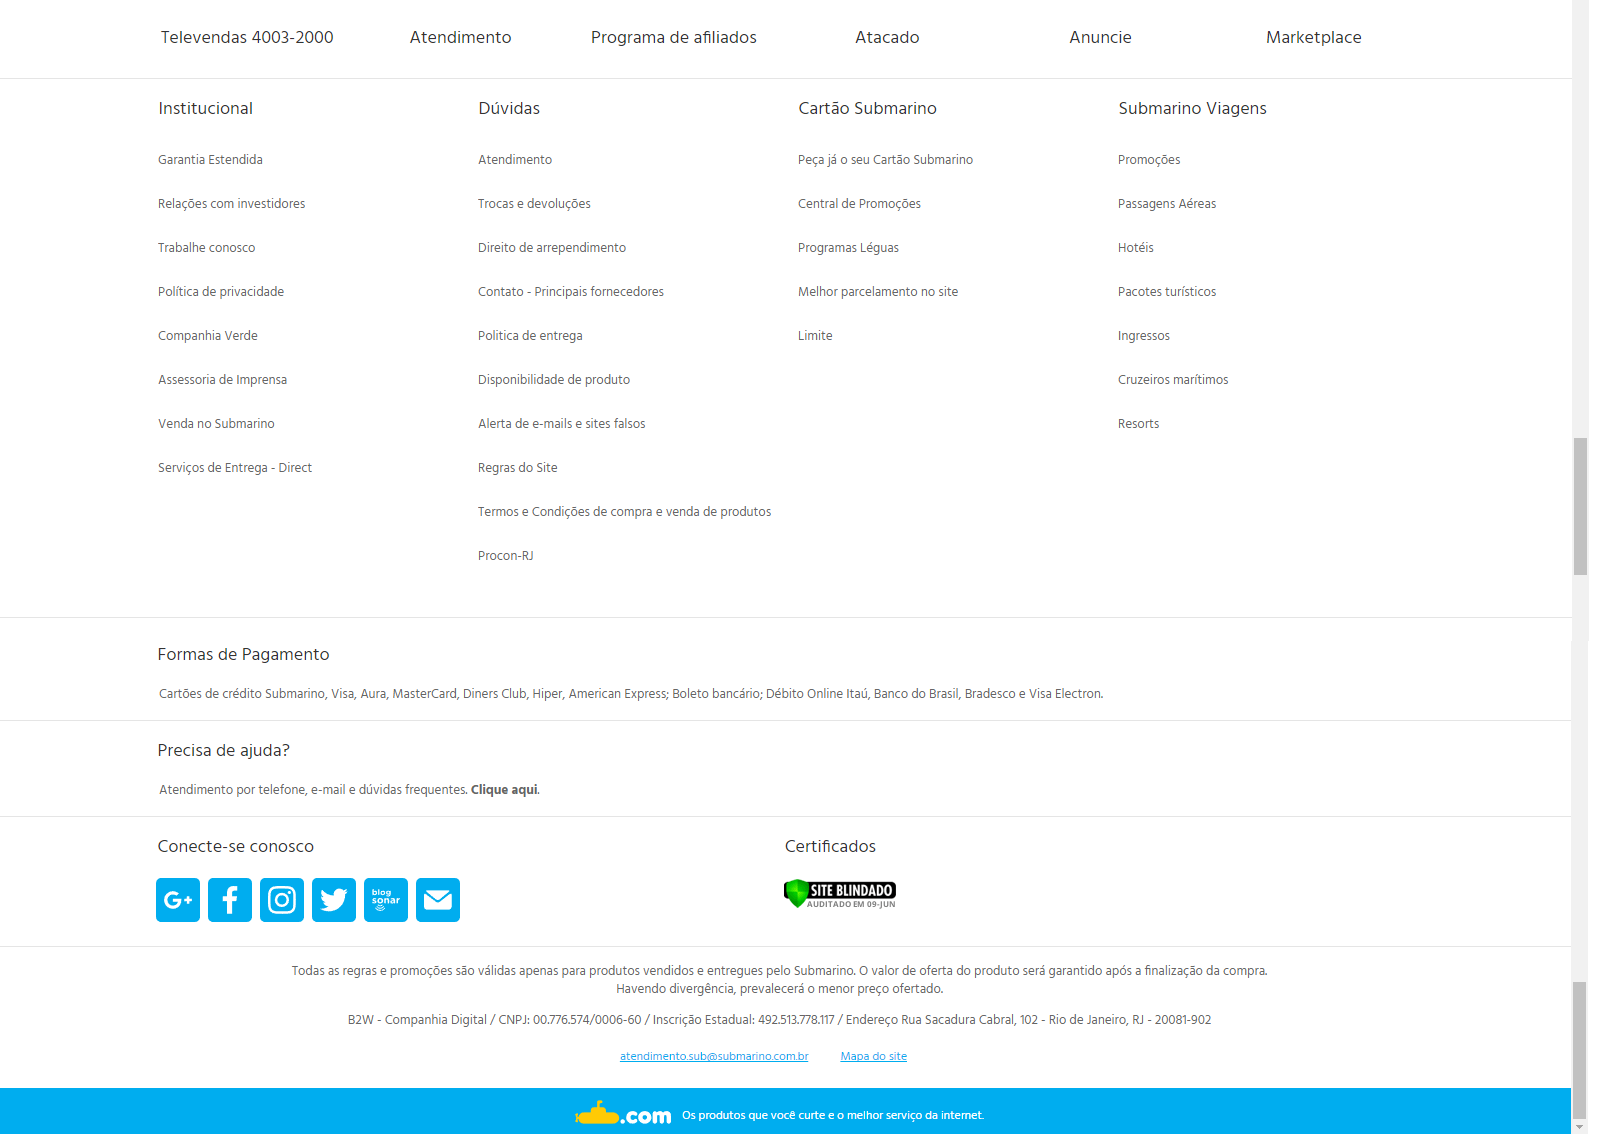 Televendas 4003-2000 Atendimento Programa de afiliados Atacado Anuncie Marketplace
Institucional
Garantia Estendida
Relações com investidores
Trabalhe conosco
Política de privacidade
Companhia Verde
Assessoria de Imprensa
Venda no Submarino
Serviços de Entrega - Direct
Dúvidas
Atendimento
Trocas e devoluções
Direito de arrependimento
Contato - Principais fornecedores
Politica de entrega
Disponibilidade de produto
Alerta de e-mails e sites falsos
Regras do Site
Termos e Condições de compra e venda de produtos
Procon-RJ
Cartão Submarino
Peça já o seu Cartão Submarino
Central de Promoções
Programas Léguas
Melhor parcelamento no site
Limite
Submarino Viagens
Promoções
Passagens Aéreas
Hotéis
Pacotes turísticos
Ingressos
Cruzeiros marítimos
Resorts
Formas de Pagamento
Cartões de crédito Submarino, Visa, Aura, MasterCard, Diners Club, Hiper, American Express; Boleto bancário; Débito Online Itaú, Banco do Brasil, Bradesco e Visa Electron.
Precisa de ajuda?
Atendimento por telefone, e-mail e dúvidas frequentes. Clique aqui.
Conecte-se conosco
G+
blog
sonar
Certificados
SITE BLINDADO
AUDITADO EM 09-JUN
Todas as regras e promoções são válidas apenas para produtos vendidos e entregues pelo Submarino. O valor de oferta do produto será garantido após a finalização da compra.
Havendo divergência, prevalecerá o menor preço ofertado.
B2W - Companhia Digital / CNPJ: 00.776.574/0006-60 / Inscrição Estadual: 492.513.778.117 / Endereço Rua Sacadura Cabral, 102 - Rio de Janeiro, RJ - 20081-902
atendimento.sub@submarino.com.br Mapa do site
.com Os produtos que você curte e o melhor serviço da internet.